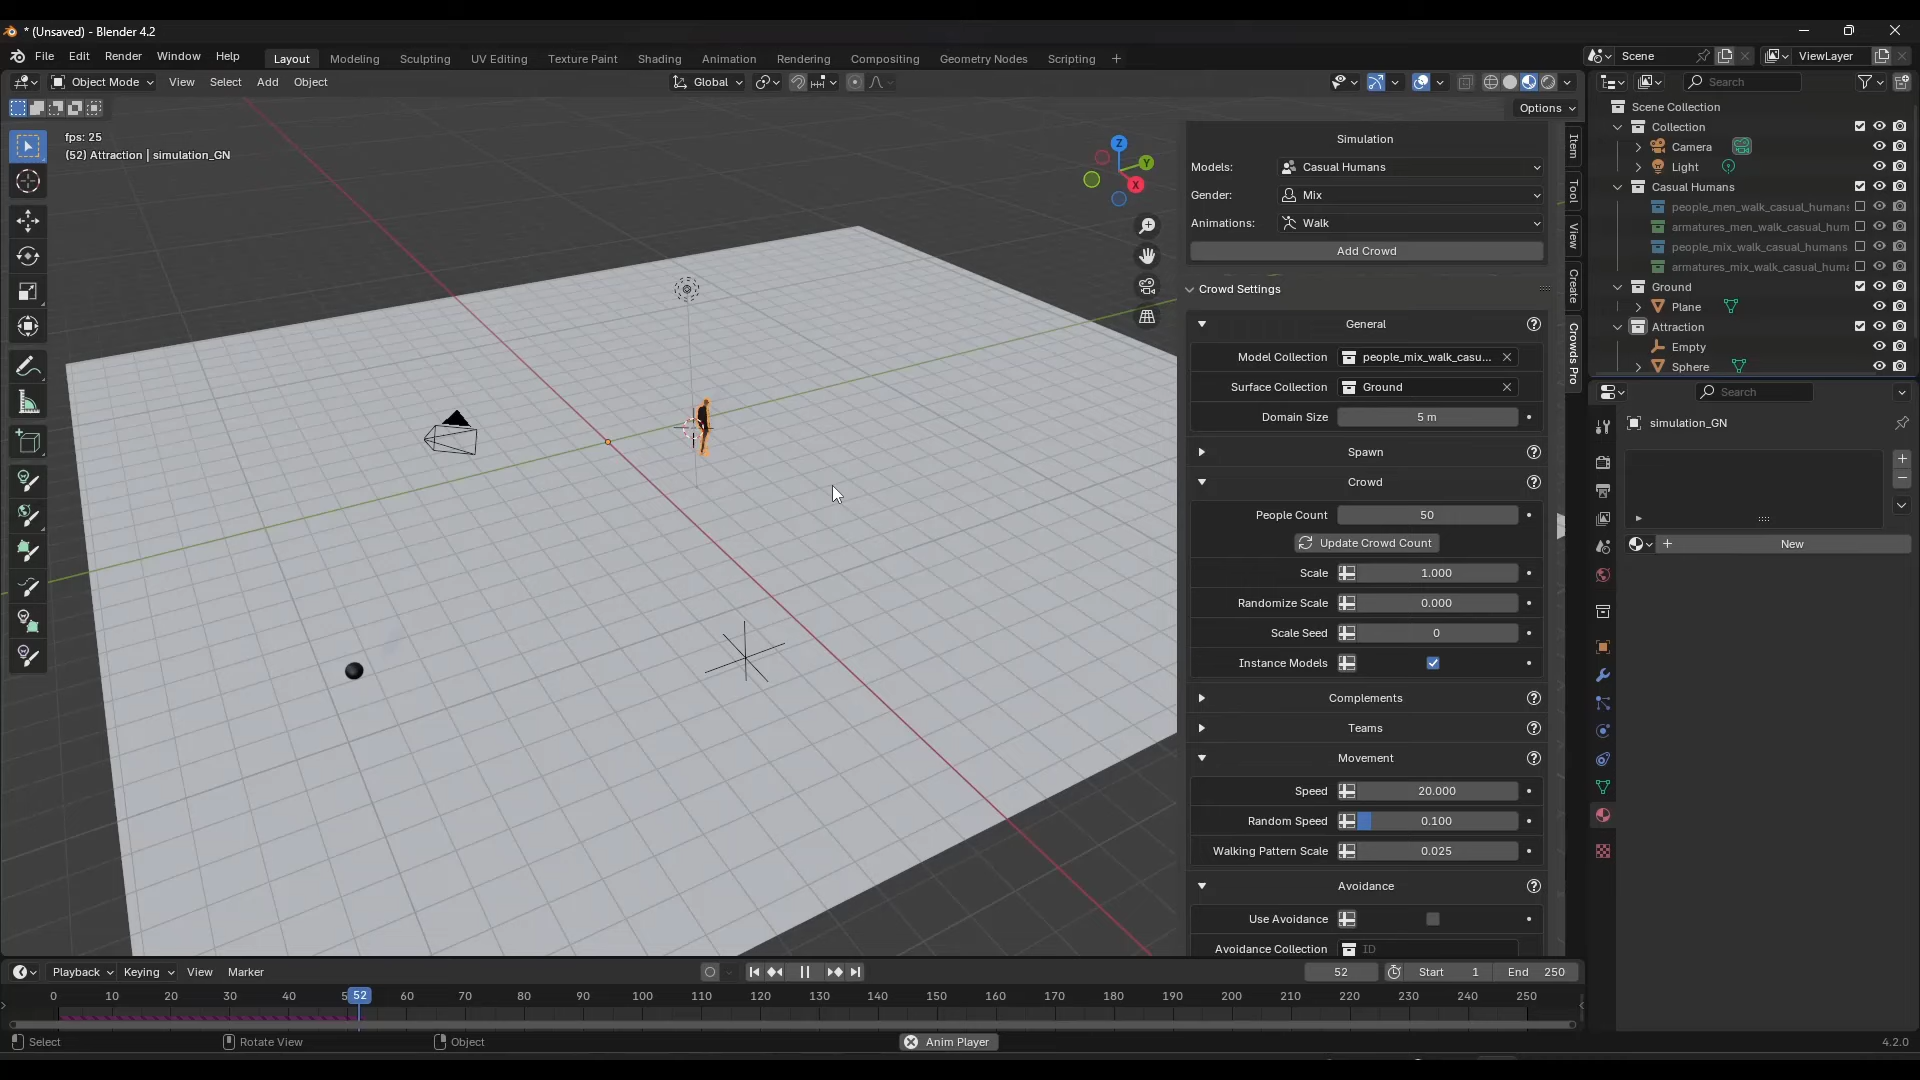 * (Unsaved) - Blender 4.2
File Edit Render Window Help
Layout Modeling Sculpting UV Editing Texture Paint Shading Animation Rendering Compositing Geometry Nodes Scripting +
Scene
ViewLayer
Object Mode View Select Add Object
Global
Options
Search
fps: 25
(52) Attraction | simulation_GN
Z
Y
X
Simulation
Models: Casual Humans
Gender: Mix
Animations: Walk
Add Crowd
Crowd Settings
General
Model Collection people_mix_walk_casu...
Surface Collection Ground
Domain Size 5 m
Spawn
Crowd
People Count 50
Update Crowd Count
Scale 1.000
Randomize Scale 0.000
Scale Seed 0
Instance Models
Complements
Teams
Movement
Speed 20.000
Random Speed 0.100
Walking Pattern Scale 0.025
Avoidance
Use Avoidance
Avoidance Collection ID
Item
Tool
View
Create
Crowds Pro
Scene Collection
Collection
Camera
Light
Casual Humans
people_men_walk_casual_humans
armatures_men_walk_casual_hum
people_mix_walk_casual_humans
armatures_mix_walk_casual_huma
Ground
Plane
Attraction
Empty
Sphere
Search
simulation_GN
New
Playback Keying View Marker
52 Start 1 End 250
0 10 20 30 40 5 52 60 70 80 90 100 110 120 130 140 150 160 170 180 190 200 210 220 230 240 250
Select Rotate View Object Anim Player 4.2.0